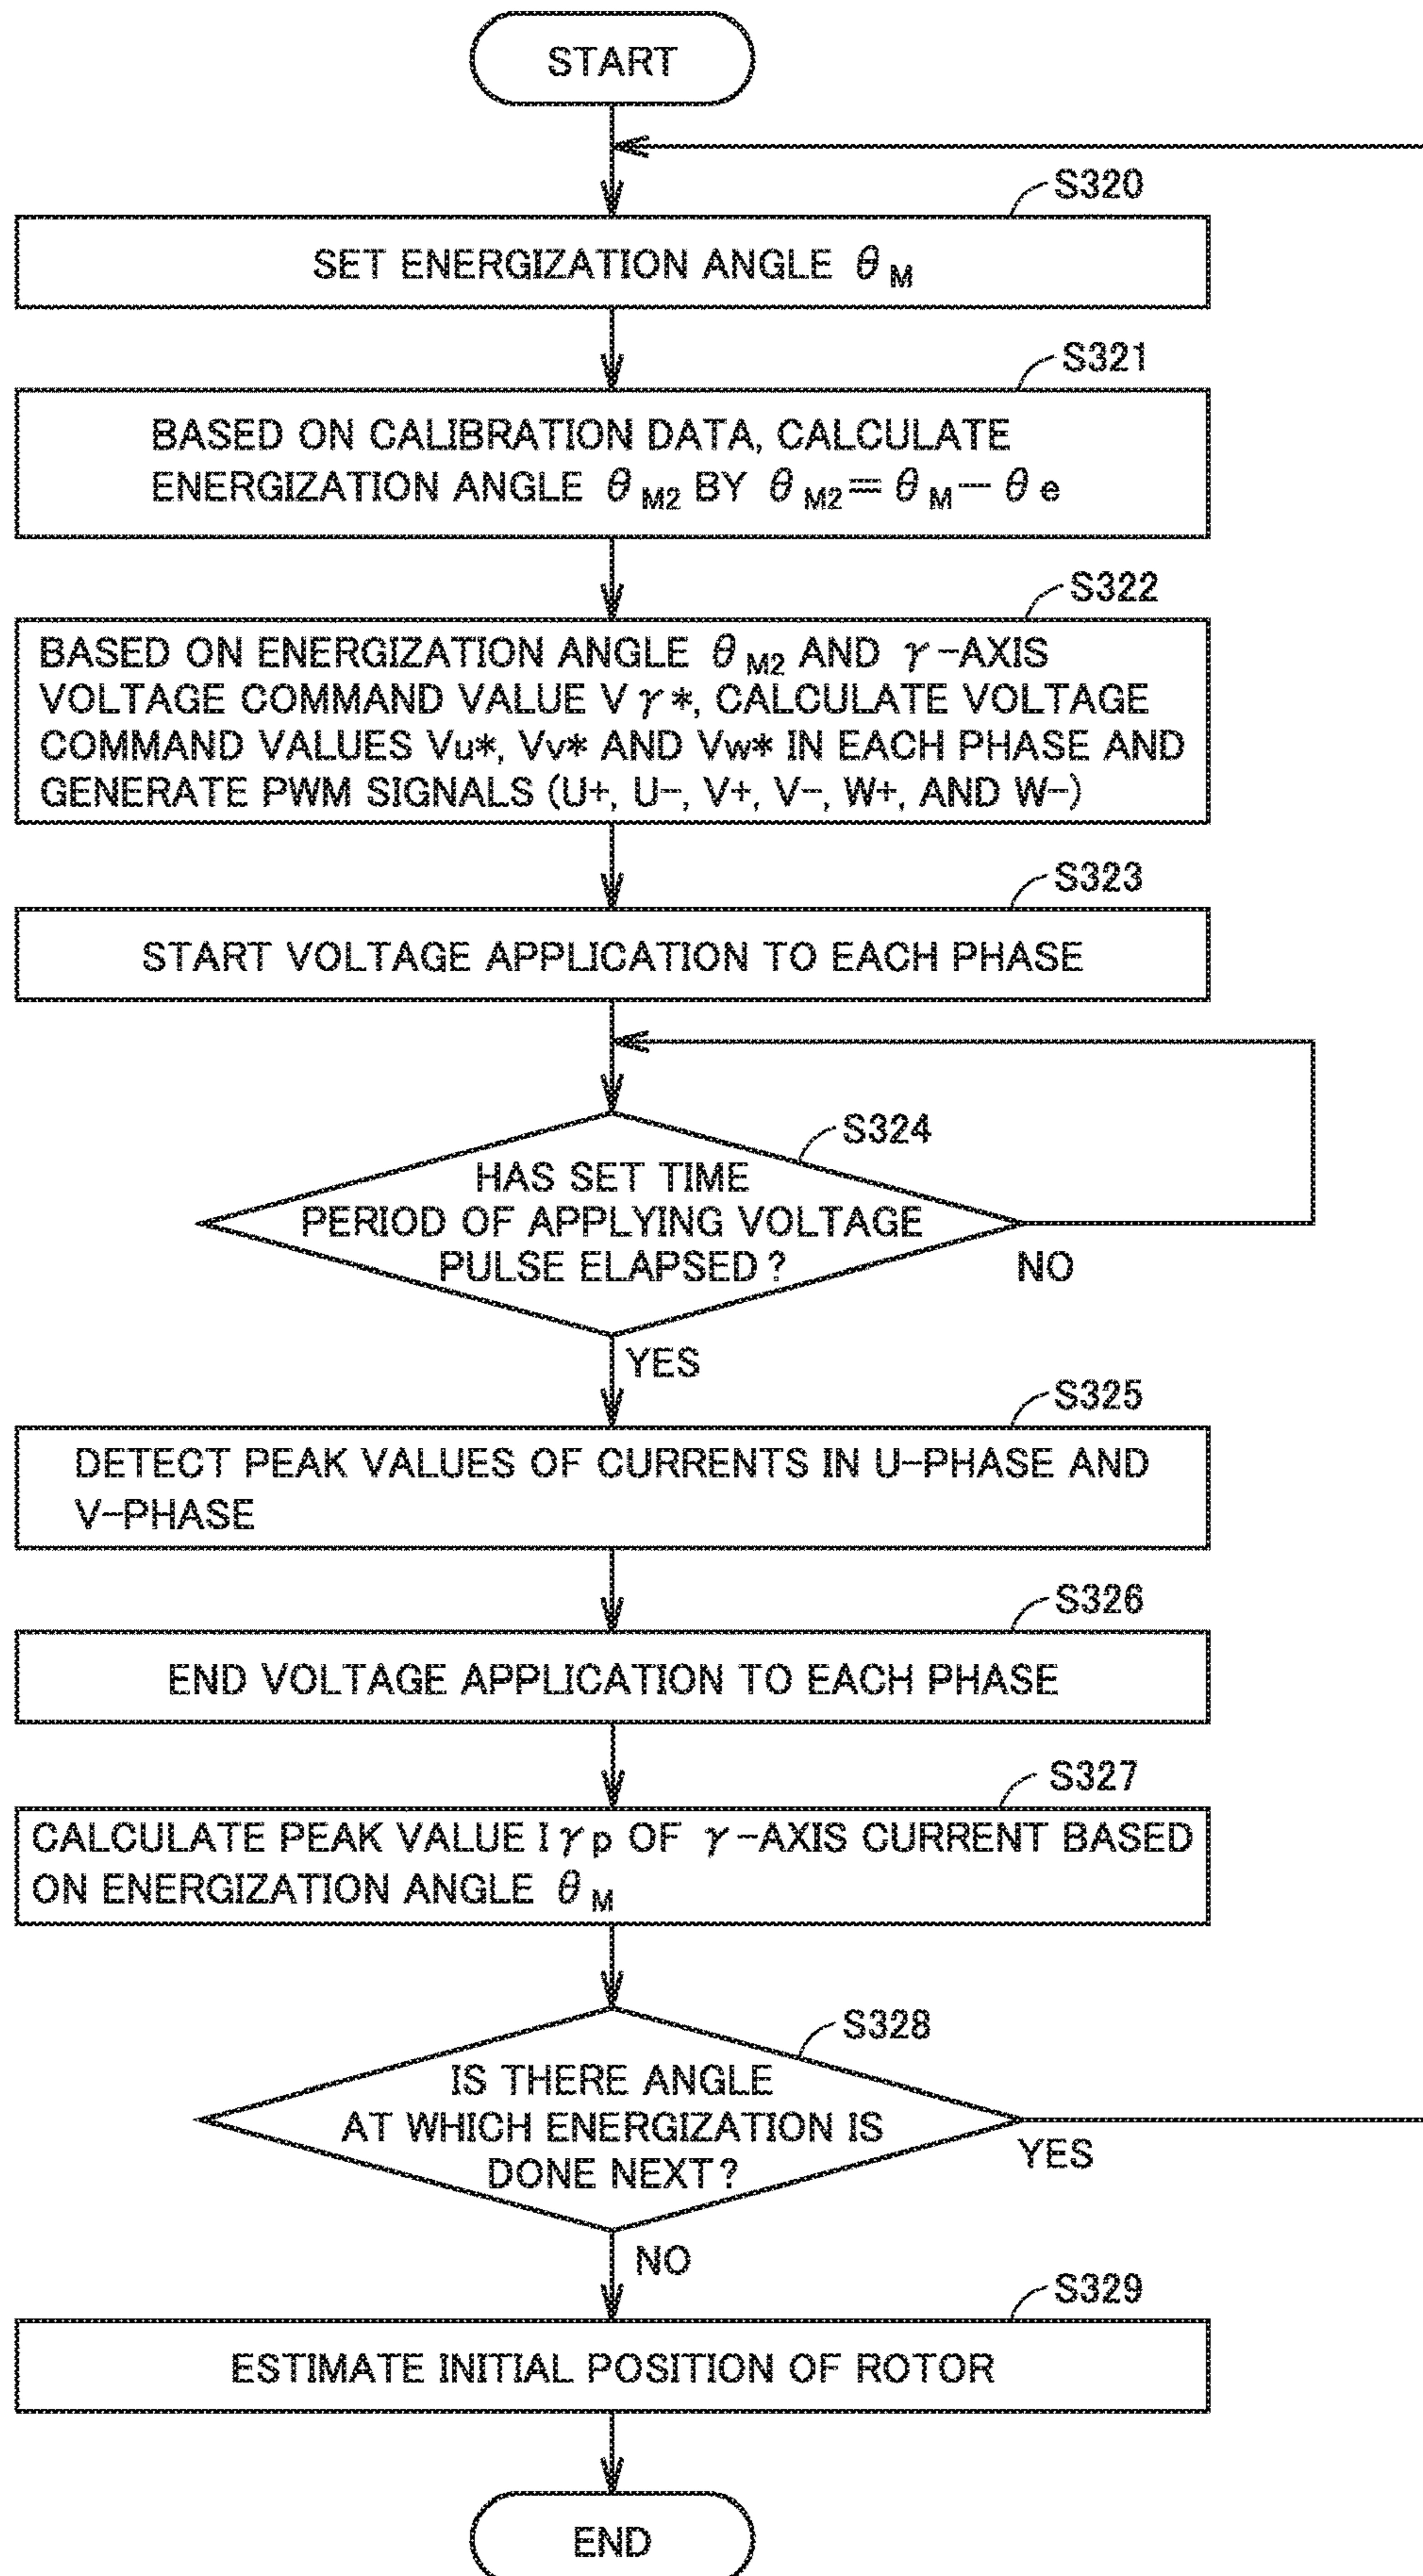 START
S320
SET ENERGIZATION ANGLE θM
S321
BASED ON CALIBRATION DATA, CALCULATE
ENERGIZATION ANGLE θM2 BY θM2=θM−θe
S322
BASED ON ENERGIZATION ANGLE θM2 AND γ-AXIS
VOLTAGE COMMAND VALUE Vγ*, CALCULATE VOLTAGE
COMMAND VALUES Vu*, Vv* AND Vw* IN EACH PHASE AND
GENERATE PWM SIGNALS (U+, U−, V+, V−, W+, AND W−)
S323
START VOLTAGE APPLICATION TO EACH PHASE
S324
HAS SET TIME
PERIOD OF APPLYING VOLTAGE
PULSE ELAPSED?
NO
YES
S325
DETECT PEAK VALUES OF CURRENTS IN U-PHASE AND
V-PHASE
S326
END VOLTAGE APPLICATION TO EACH PHASE
S327
CALCULATE PEAK VALUE Iγp OF γ-AXIS CURRENT BASED
ON ENERGIZATION ANGLE θM
S328
IS THERE ANGLE
AT WHICH ENERGIZATION IS
DONE NEXT?
YES
NO
S329
ESTIMATE INITIAL POSITION OF ROTOR
END